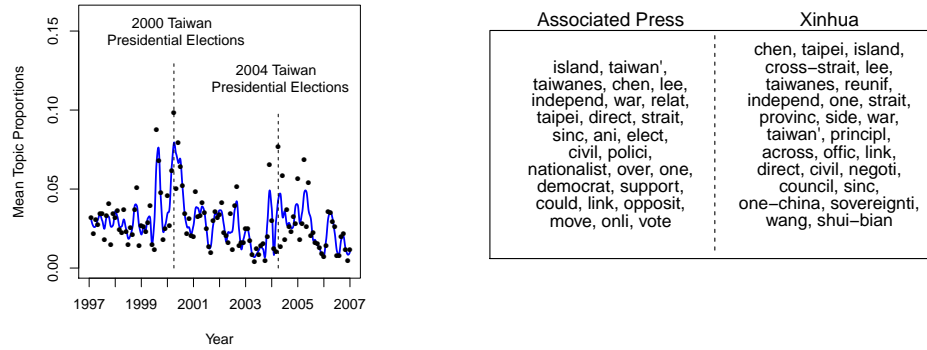 2000 Taiwan
Presidential Elections
2004 Taiwan
Presidential Elections
Mean Topic Proportions
0.15
0.10
0.05
0.00
1997 1999 2001 2003 2005 2007
Year
Associated Press
island, taiwan',
taiwanes, chen, lee,
independ, war, relat,
taipei, direct, strait,
sinc, ani, elect,
civil, polici,
nationalist, over, one,
democrat, support,
could, link, opposit,
move, onli, vote
Xinhua
chen, taipei, island,
cross−strait, lee,
taiwanes, reunif,
independ, one, strait,
provinc, side, war,
taiwan', principl,
across, offic, link,
direct, civil, negoti,
council, sinc,
one−china, sovereignti,
wang, shui−bian